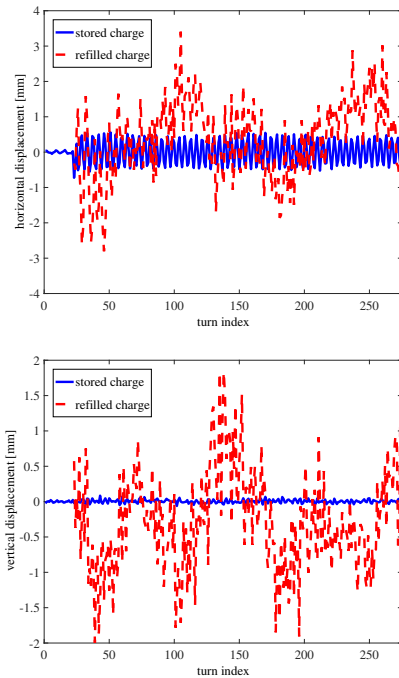 4
3
2
1
0
-1
-2
-3
-4
horizontal displacement [mm]
stored charge
refilled charge
0 50 100 150 200 250
turn index
2
1.5
1
0.5
0
-0.5
-1
-1.5
-2
vertical displacement [mm]
stored charge
refilled charge
0 50 100 150 200 250
turn index